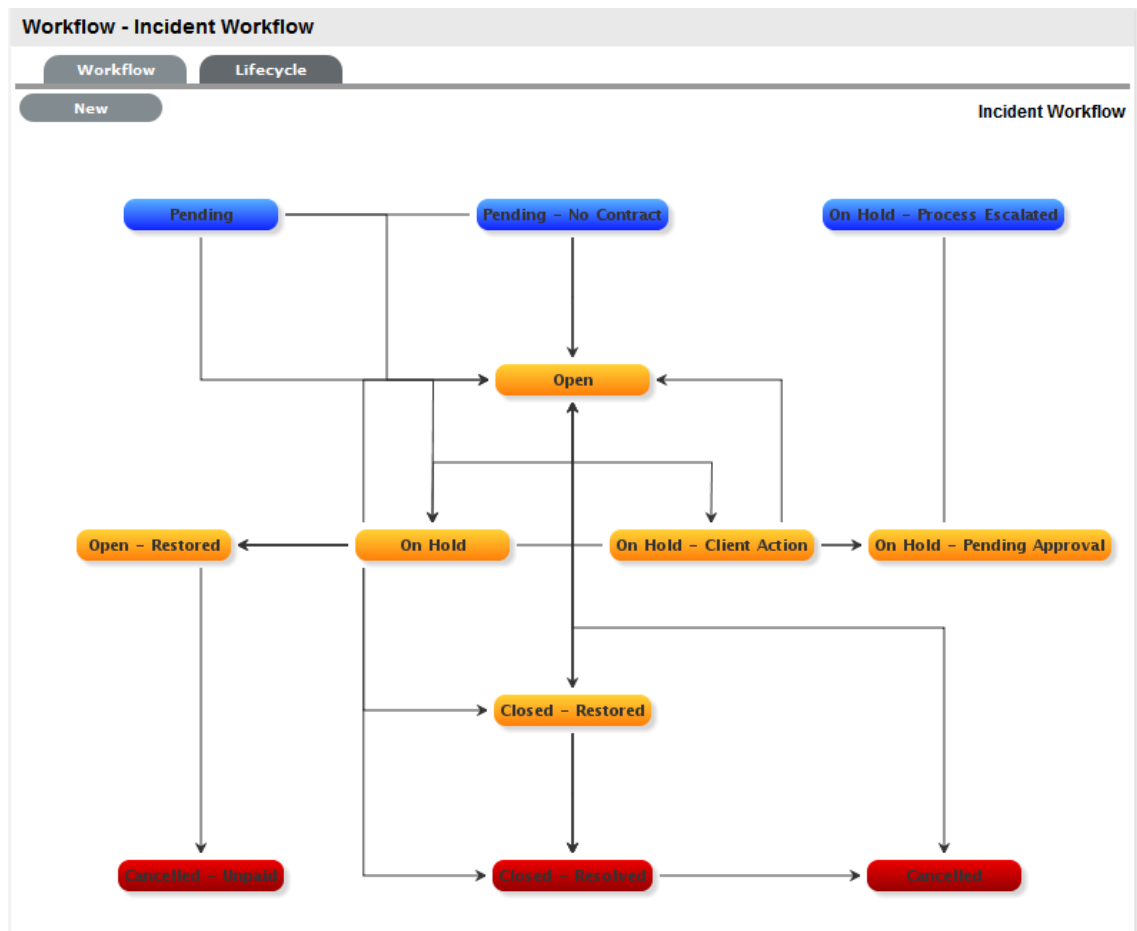 Workflow - Incident Workflow
Workflow
Lifecycle
New
Incident Workflow
Pending
Pending - No Contract
On Hold - Process Escalated
Open
Open - Restored
On Hold
On Hold - Client Action
On Hold - Pending Approval
Closed - Restored
Cancelled - Unpaid
Closed - Resolved
Cancelled